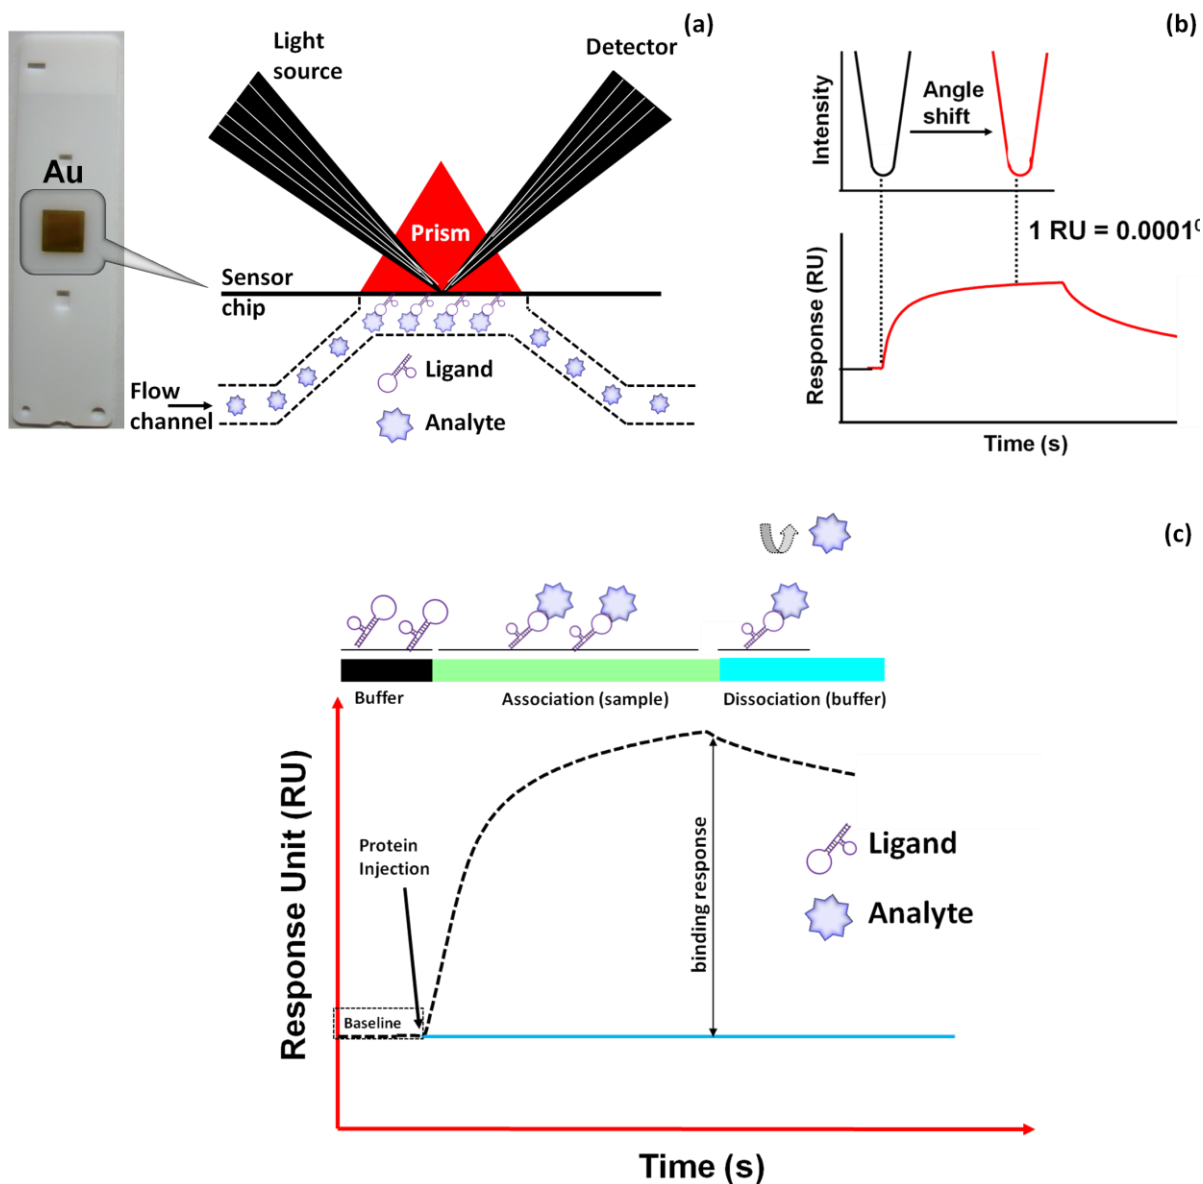 (a)
Light
source
Detector
Au
Prism
Sensor
chip
Ligand
Flow
channel
Analyte
(b)
Intensity
Angle
shift
1 RU = 0.0001⁰
Response (RU)
Time (s)
(c)
Buffer
Association (sample)
Dissociation (buffer)
Response Unit (RU)
Protein
Injection
binding response
Ligand
Analyte
Baseline
Time (s)